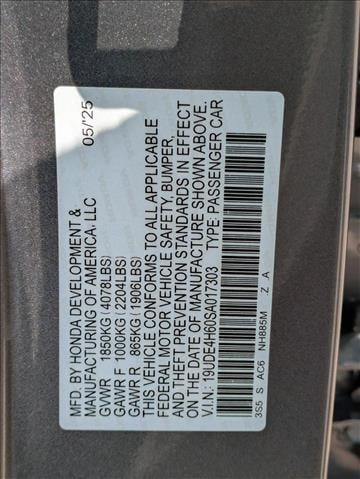 MFD. BY HONDA DEVELOPMENT & 05/'25
MANUFACTURING OF AMERICA, LLC
GVWR 1850KG (4078LBS)
GAWR F 1000KG (2204LBS)
GAWR R 865KG (1906LBS)
THIS VEHICLE CONFORMS TO ALL APPLICABLE
FEDERAL MOTOR VEHICLE SAFETY, BUMPER,
AND THEFT PREVENTION STANDARDS IN EFFECT
ON THE DATE OF MANUFACTURE SHOWN ABOVE.
V.I.N.: 19UDE4H60SA017303 TYPE: PASSENGER CAR
3S5 S AC6 NH885M .Z A